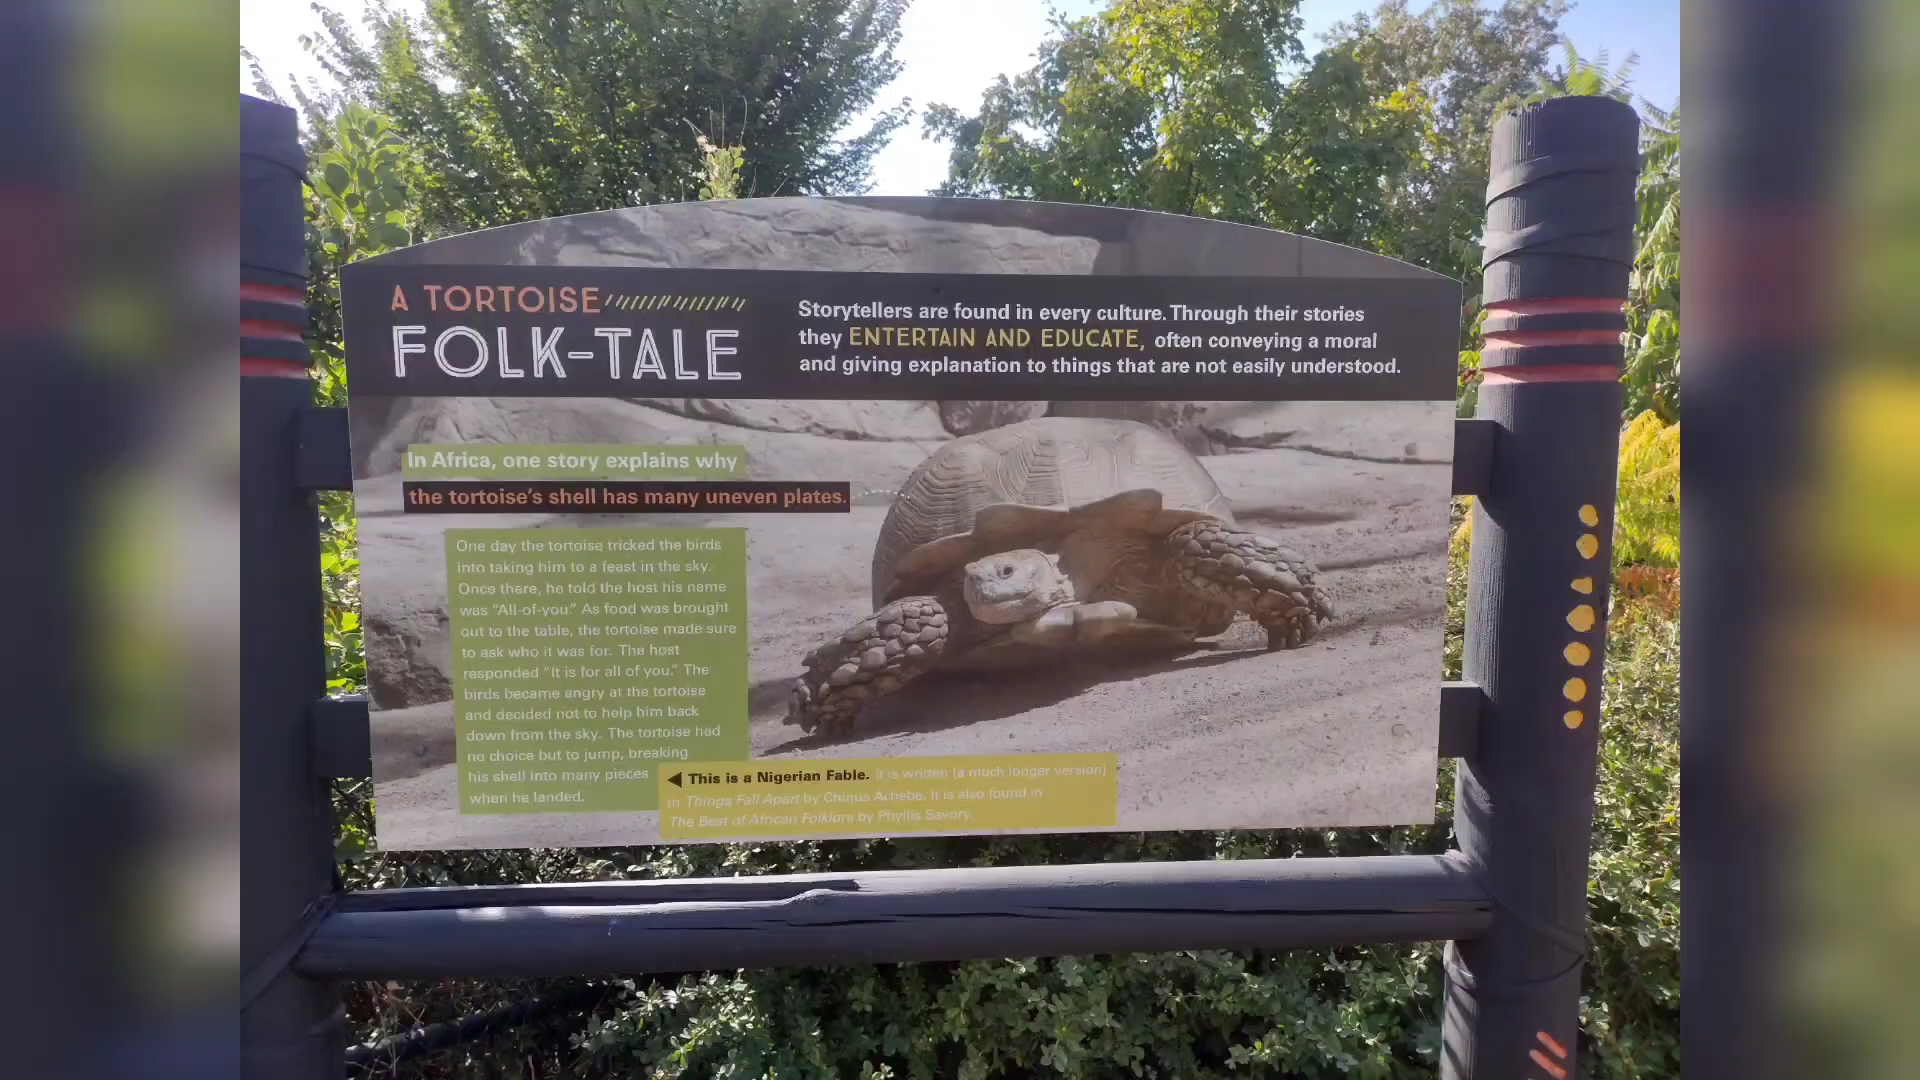 A TORTOISE
FOLK-TALE
Storytellers are found in every culture. Through their stories
they ENTERTAIN AND EDUCATE, often conveying a moral
and giving explanation to things that are not easily understood.
In Africa, one story explains why
the tortoise's shell has many uneven plates.
One day the tortoise tricked the birds
into taking him to a feast in the sky.
Once there, he told the host his name
was "All-of-you." As food was brought
out to the table, the tortoise made sure
to ask who it was for. The host
responded "It is for all of you." The
birds became angry at the tortoise
and decided not to help him back
down from the sky. The tortoise had
no choice but to jump, breaking
his shell into many pieces
when he landed.
This is a Nigerian Fable. It is written (a much longer version)
in Things Fall Apart by Chinua Achebe. It is also found in
The Best of African Folklore by Phyllis Savory.